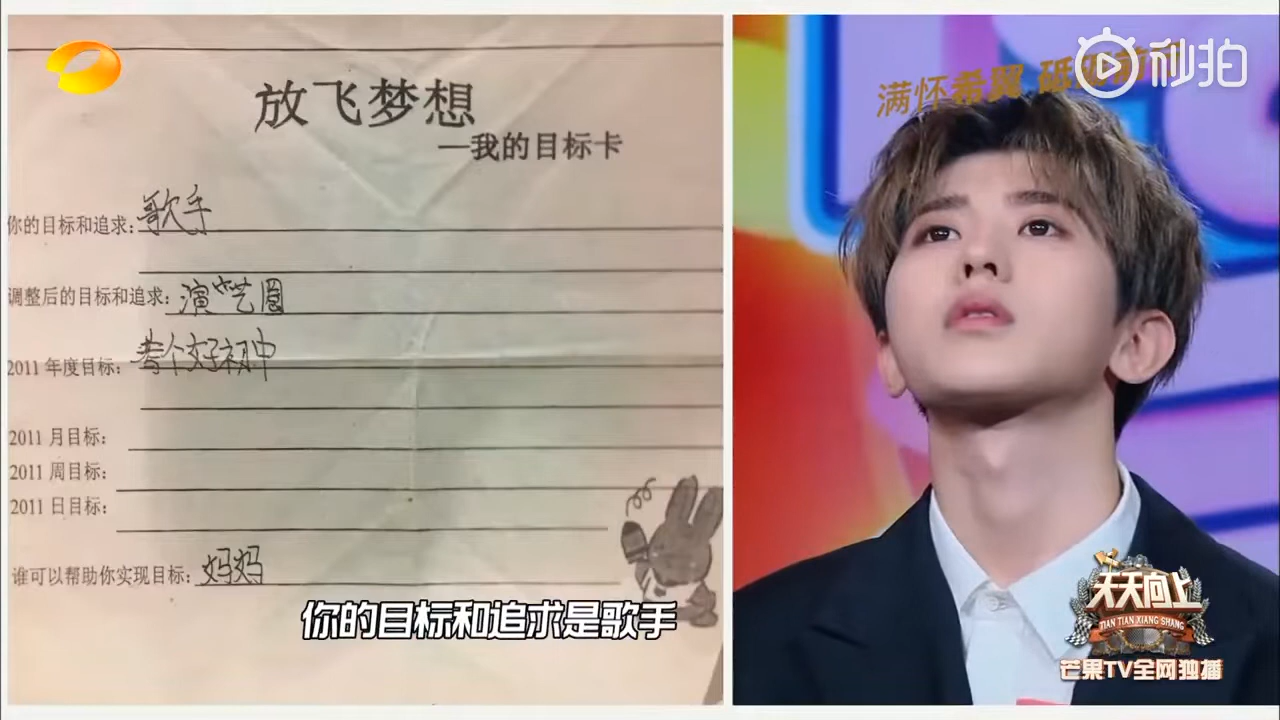 放飞梦想
—我的目标卡
你的目标和追求:歌手
调整后的目标和追求:演艺圈
2011 年度目标:考个好初中
2011 月目标:
2011 周目标:
2011 日目标:
谁可以帮助你实现目标:妈妈
你的目标和追求是歌手
秒拍
满怀希翼 砥砺前
天天向上
TIAN TIAN XIANG SHANG
芒果TV全网独播